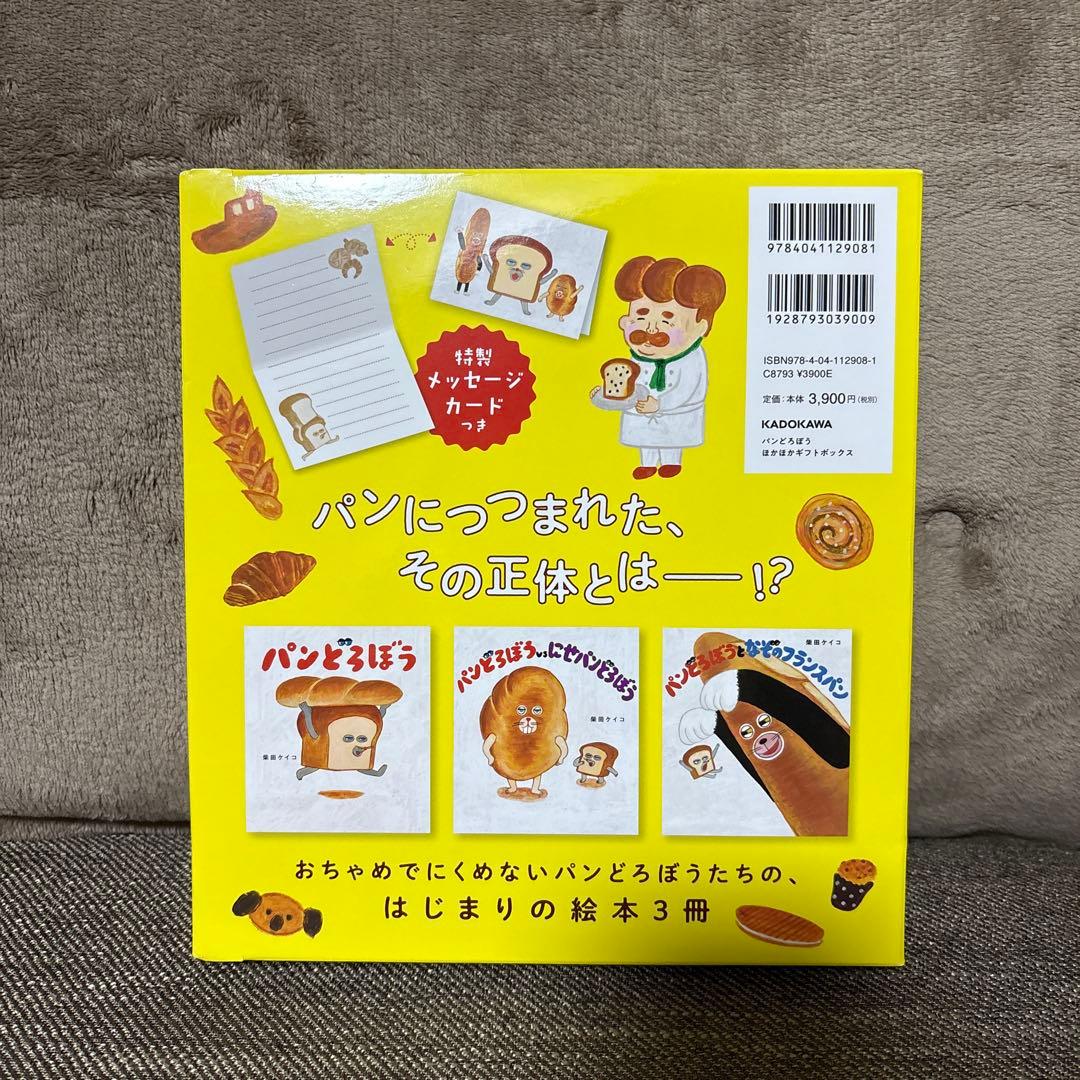 9784041129081
1928793039009
ISBN978-4-04-112908-1
C8793 ¥3900E
定価:本体 3,900円(税別)
KADOKAWA
パンどろぼう
ほかほかギフトボックス
特製
メッセージ
カード
つき
パンにつつまれた、
その正体とは——!?
パンどろぼう
柴田ケイコ
パンどろぼうvsにせパンどろぼう
柴田ケイコ
柴田ケイコ
パンどろぼうとなぞのフランスパン
おちゃめでにくめないパンどろぼうたちの、
はじまりの絵本3冊